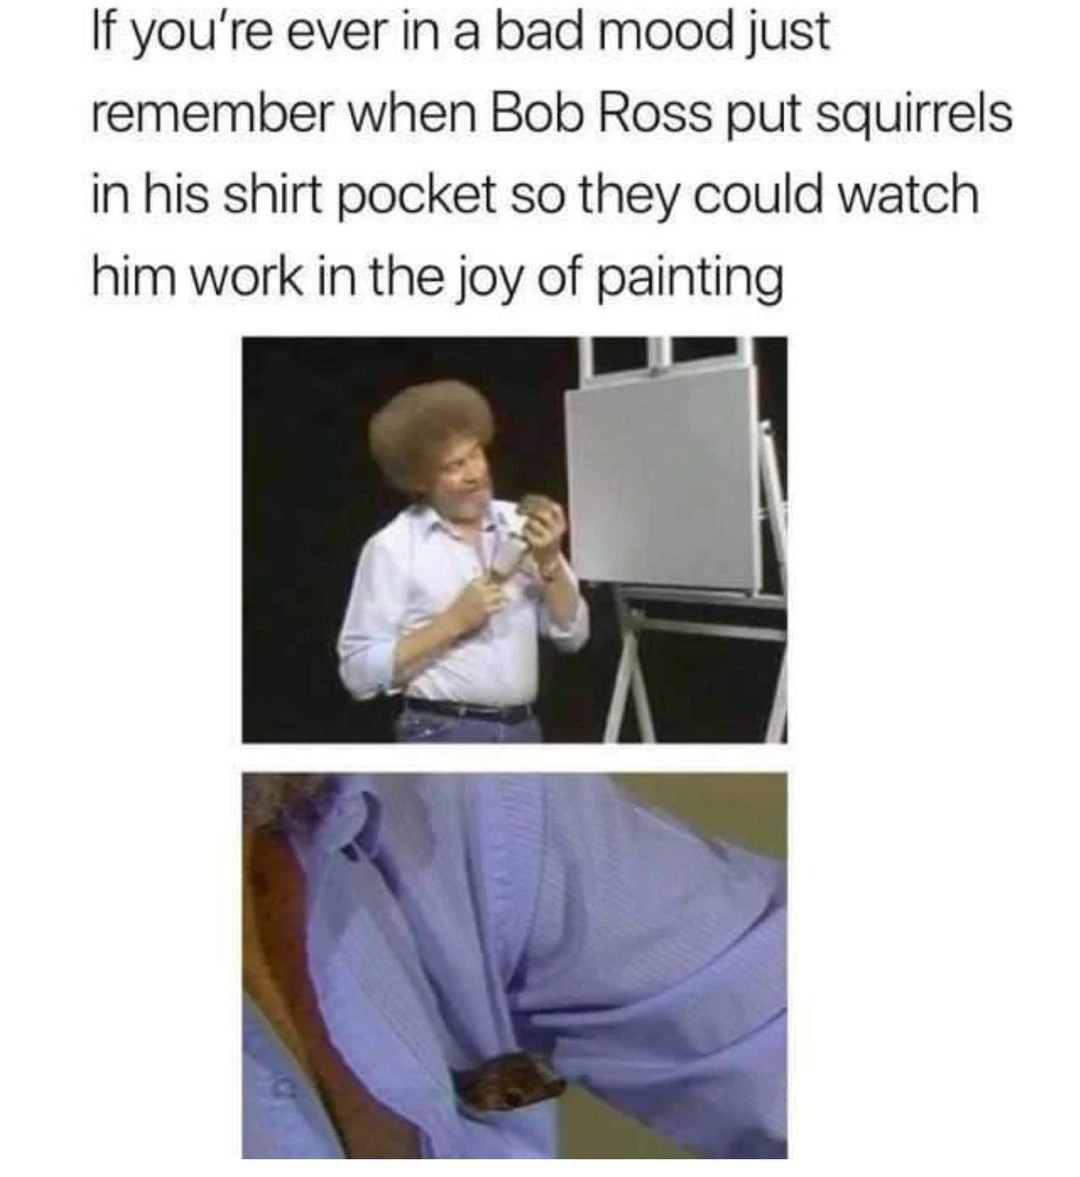 If you're ever in a bad mood just
remember when Bob Ross put squirrels
in his shirt pocket so they could watch
him work in the joy of painting